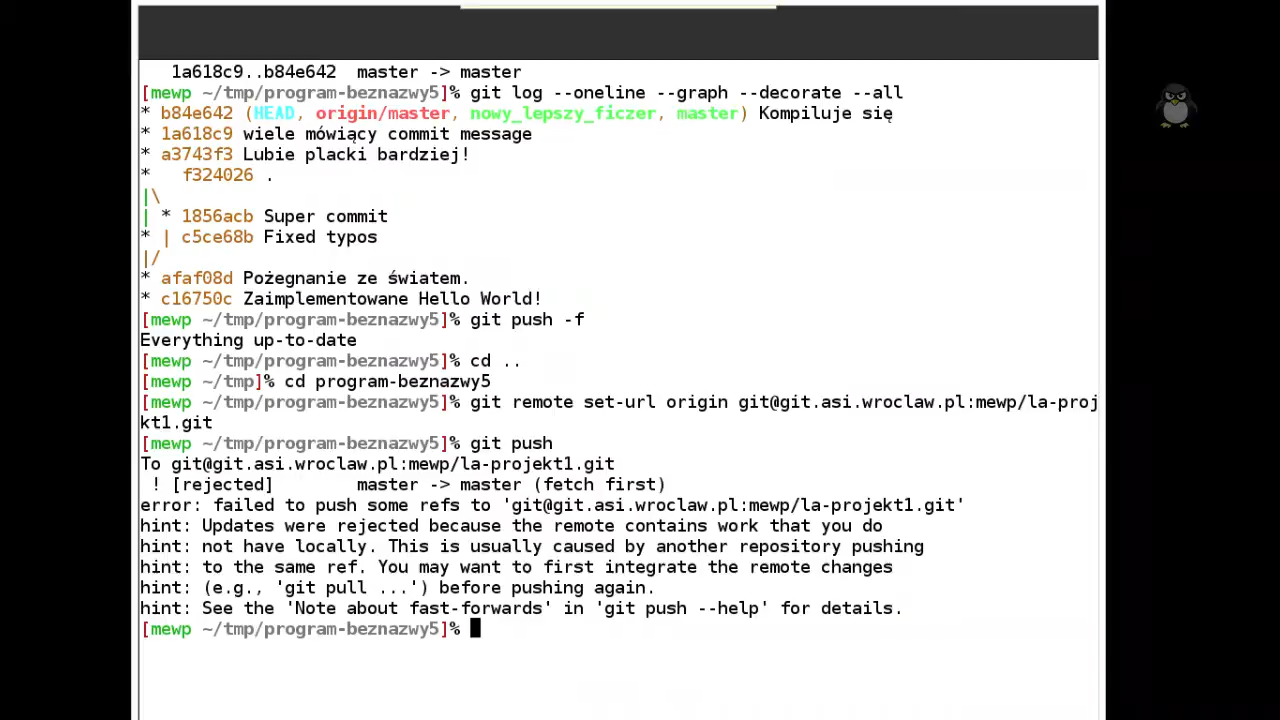 1a618c9..b84e642  master -> master
[mewp ~/tmp/program-beznazwy5]% git log --oneline --graph --decorate --all
* b84e642 (HEAD, origin/master, nowy_lepszy_ficzer, master) Kompiluje się
* 1a618c9 wiele mówiący commit message
* a3743f3 Lubie placki bardziej!
*   f324026 .
|\
| * 1856acb Super commit
* | c5ce68b Fixed typos
|/
* afaf08d Pożegnanie ze światem.
* c16750c Zaimplementowane Hello World!
[mewp ~/tmp/program-beznazwy5]% git push -f
Everything up-to-date
[mewp ~/tmp/program-beznazwy5]% cd ..
[mewp ~/tmp]% cd program-beznazwy5
[mewp ~/tmp/program-beznazwy5]% git remote set-url origin git@git.asi.wroclaw.pl:mewp/la-proj
kt1.git
[mewp ~/tmp/program-beznazwy5]% git push
To git@git.asi.wroclaw.pl:mewp/la-projekt1.git
 ! [rejected]        master -> master (fetch first)
error: failed to push some refs to 'git@git.asi.wroclaw.pl:mewp/la-projekt1.git'
hint: Updates were rejected because the remote contains work that you do
hint: not have locally. This is usually caused by another repository pushing
hint: to the same ref. You may want to first integrate the remote changes
hint: (e.g., 'git pull ...') before pushing again.
hint: See the 'Note about fast-forwards' in 'git push --help' for details.
[mewp ~/tmp/program-beznazwy5]%